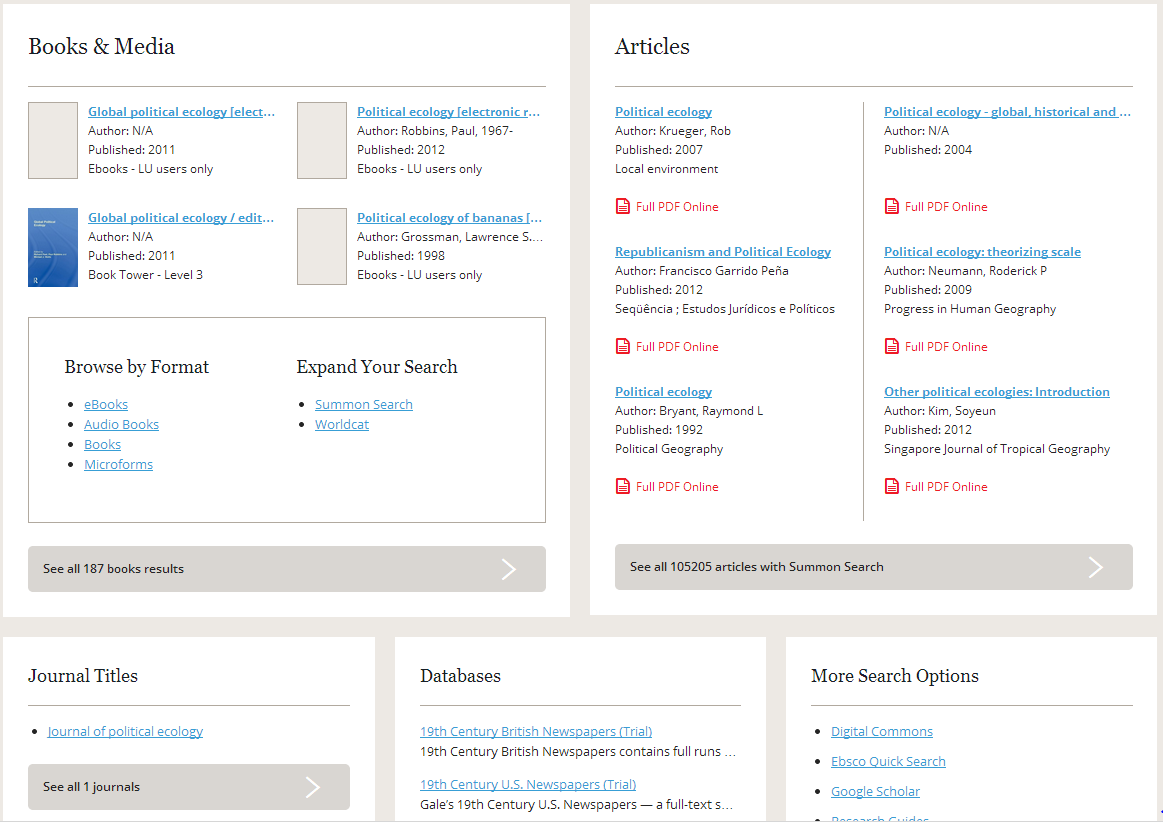 Books & Media
Global political ecology [elect...
Author: N/A
Published: 2011
Ebooks - LU users only
Political ecology [electronic r...
Author: Robbins, Paul, 1967-
Published: 2012
Ebooks - LU users only
Global political ecology / edit...
Author: N/A
Published: 2011
Book Tower - Level 3
Political ecology of bananas [...
Author: Grossman, Lawrence S....
Published: 1998
Ebooks - LU users only
Browse by Format
eBooks
Audio Books
Books
Microforms
Expand Your Search
Summon Search
Worldcat
See all 187 books results
Articles
Political ecology
Author: Krueger, Rob
Published: 2007
Local environment
Full PDF Online
Political ecology - global, historical and ...
Author: N/A
Published: 2004
Full PDF Online
Republicanism and Political Ecology
Author: Francisco Garrido Peña
Published: 2012
Seqüência ; Estudos Jurídicos e Políticos
Full PDF Online
Political ecology: theorizing scale
Author: Neumann, Roderick P
Published: 2009
Progress in Human Geography
Full PDF Online
Political ecology
Author: Bryant, Raymond L
Published: 1992
Political Geography
Full PDF Online
Other political ecologies: Introduction
Author: Kim, Soyeun
Published: 2012
Singapore Journal of Tropical Geography
Full PDF Online
See all 105205 articles with Summon Search
Journal Titles
Journal of political ecology
See all 1 journals
Databases
19th Century British Newspapers (Trial)
19th Century British Newspapers contains full runs ...
19th Century U.S. Newspapers (Trial)
Gale's 19th Century U.S. Newspapers — a full-text s...
More Search Options
Digital Commons
Ebsco Quick Search
Google Scholar
Research Guides